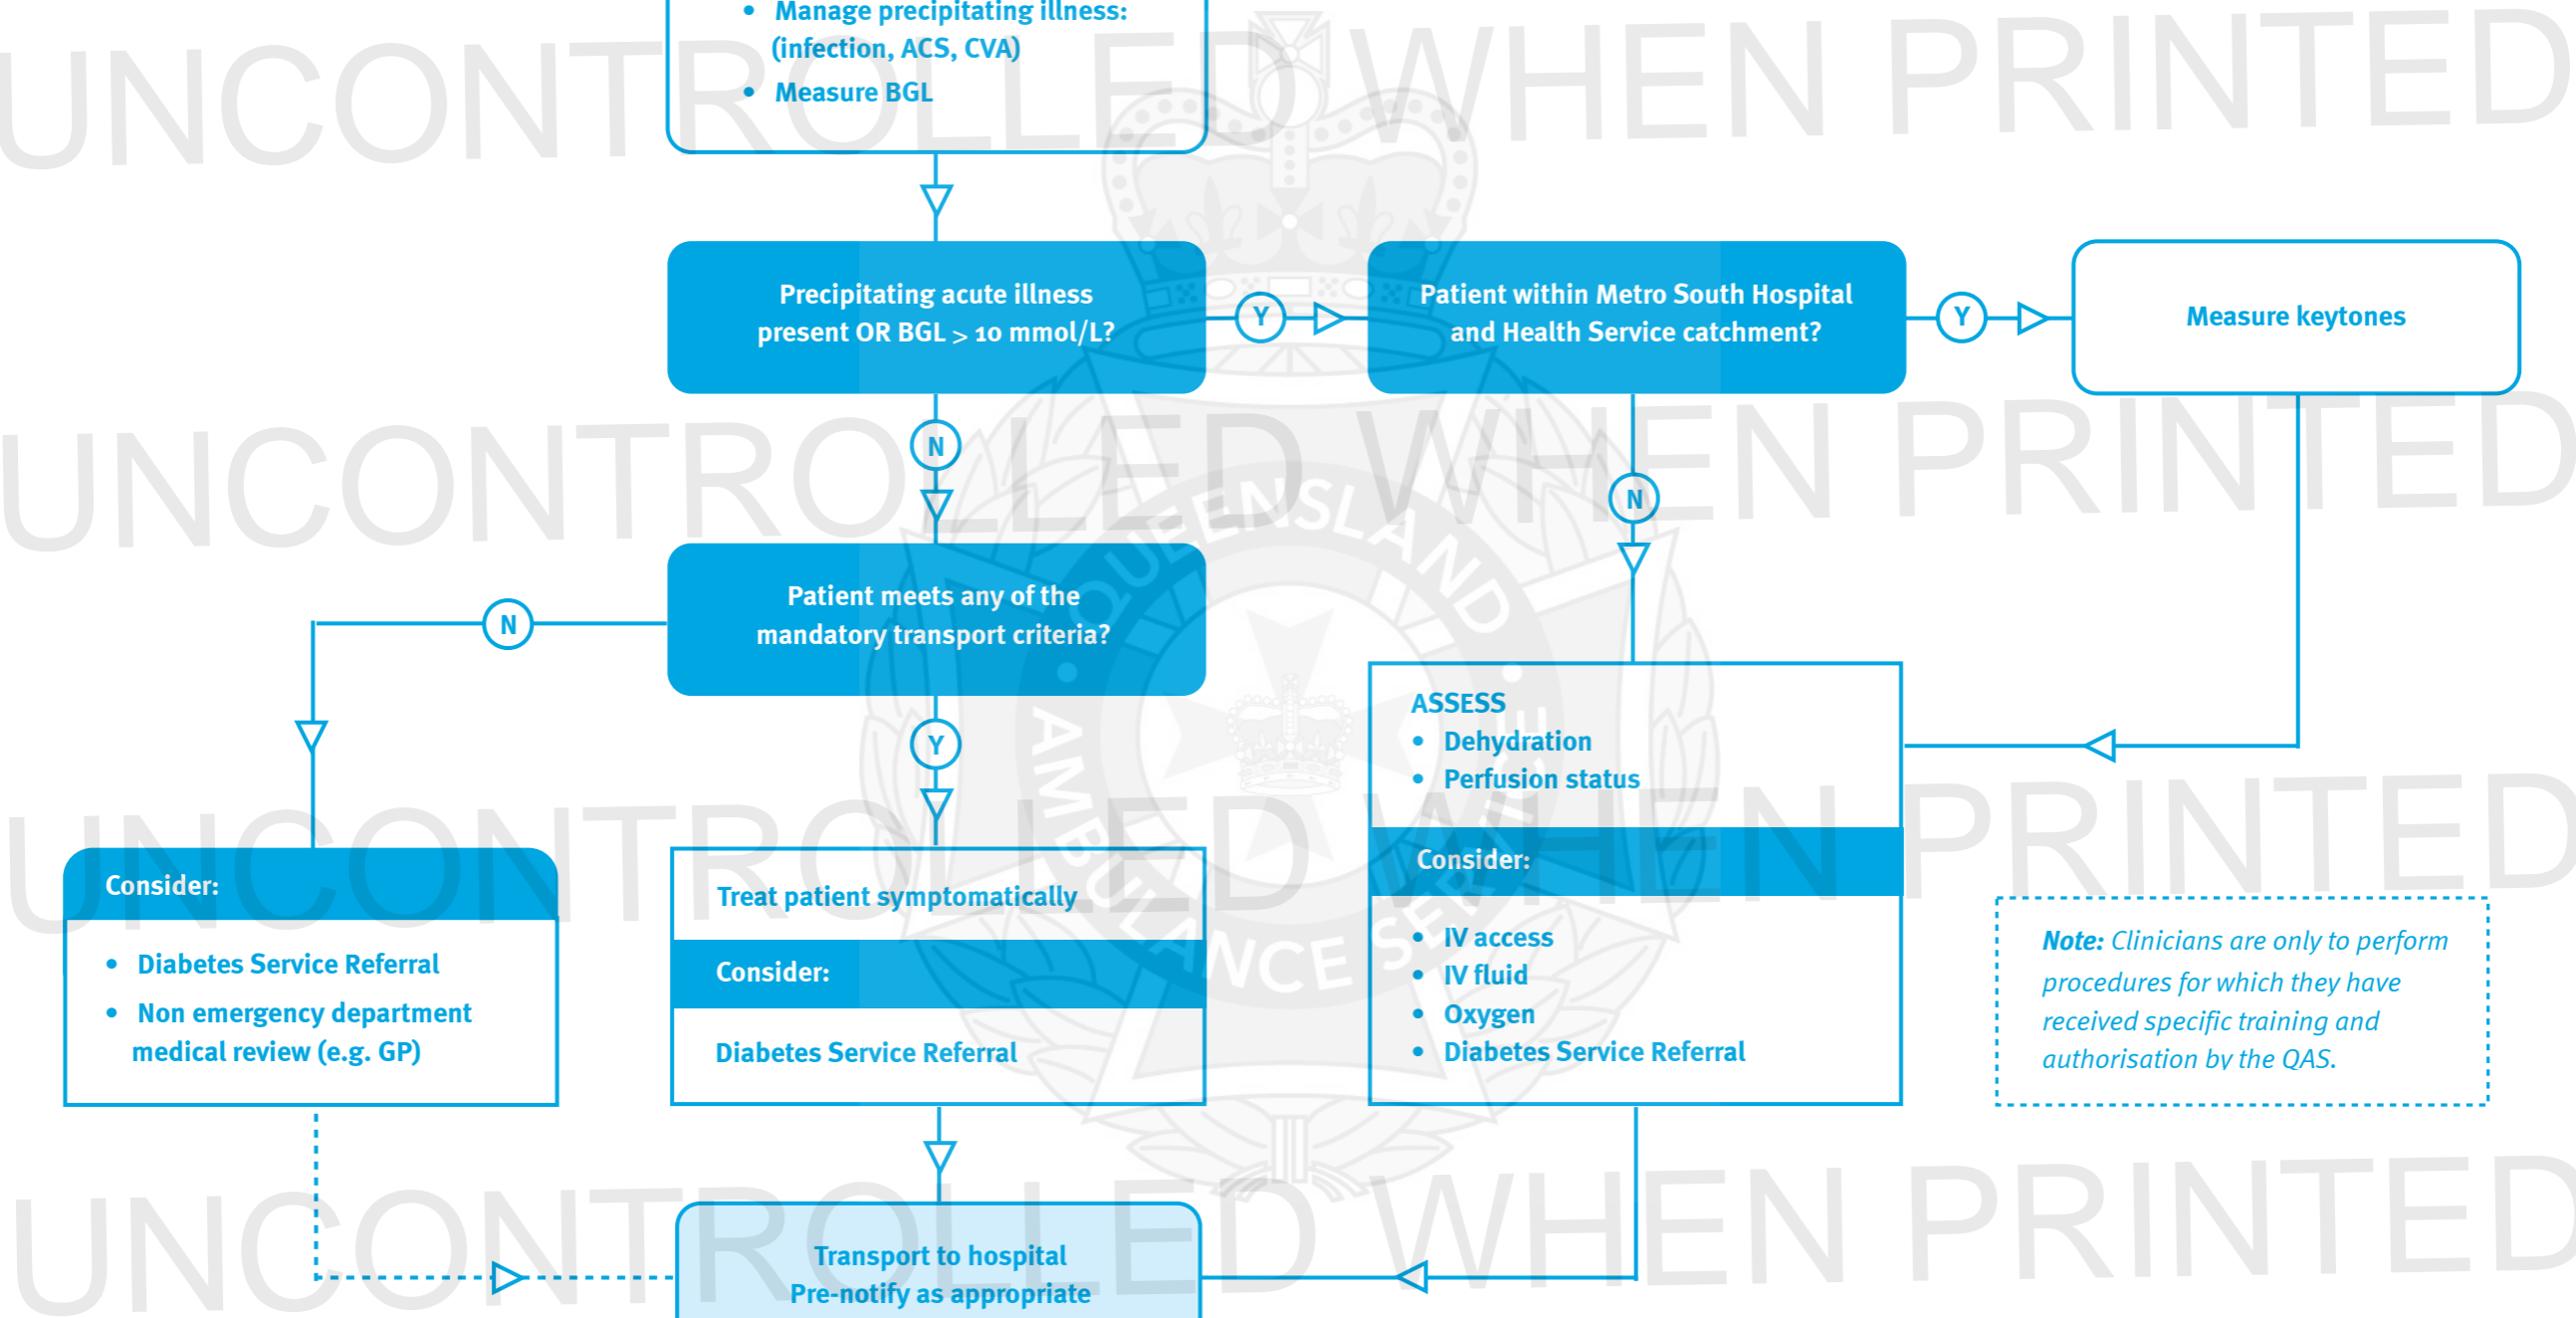 • Manage precipitating illness:
(infection, ACS, CVA)
• Measure BGL
Precipitating acute illness
present OR BGL > 10 mmol/L?
Y
Patient within Metro South Hospital
and Health Service catchment?
Y
Measure keytones
N
N
Patient meets any of the
mandatory transport criteria?
N
Y
ASSESS
• Dehydration
• Perfusion status
Consider:
• IV access
• IV fluid
• Oxygen
• Diabetes Service Referral
Consider:
• Diabetes Service Referral
• Non emergency department
medical review (e.g. GP)
Treat patient symptomatically
Consider:
Diabetes Service Referral
Note: Clinicians are only to perform
procedures for which they have
received specific training and
authorisation by the QAS.
Transport to hospital
Pre-notify as appropriate
UNCONTROLLED WHEN PRINTED
UNCONTROLLED WHEN PRINTED
UNCONTROLLED WHEN PRINTED
UNCONTROLLED WHEN PRINTED
QUEENSLAND
AMBULANCE SERVICE